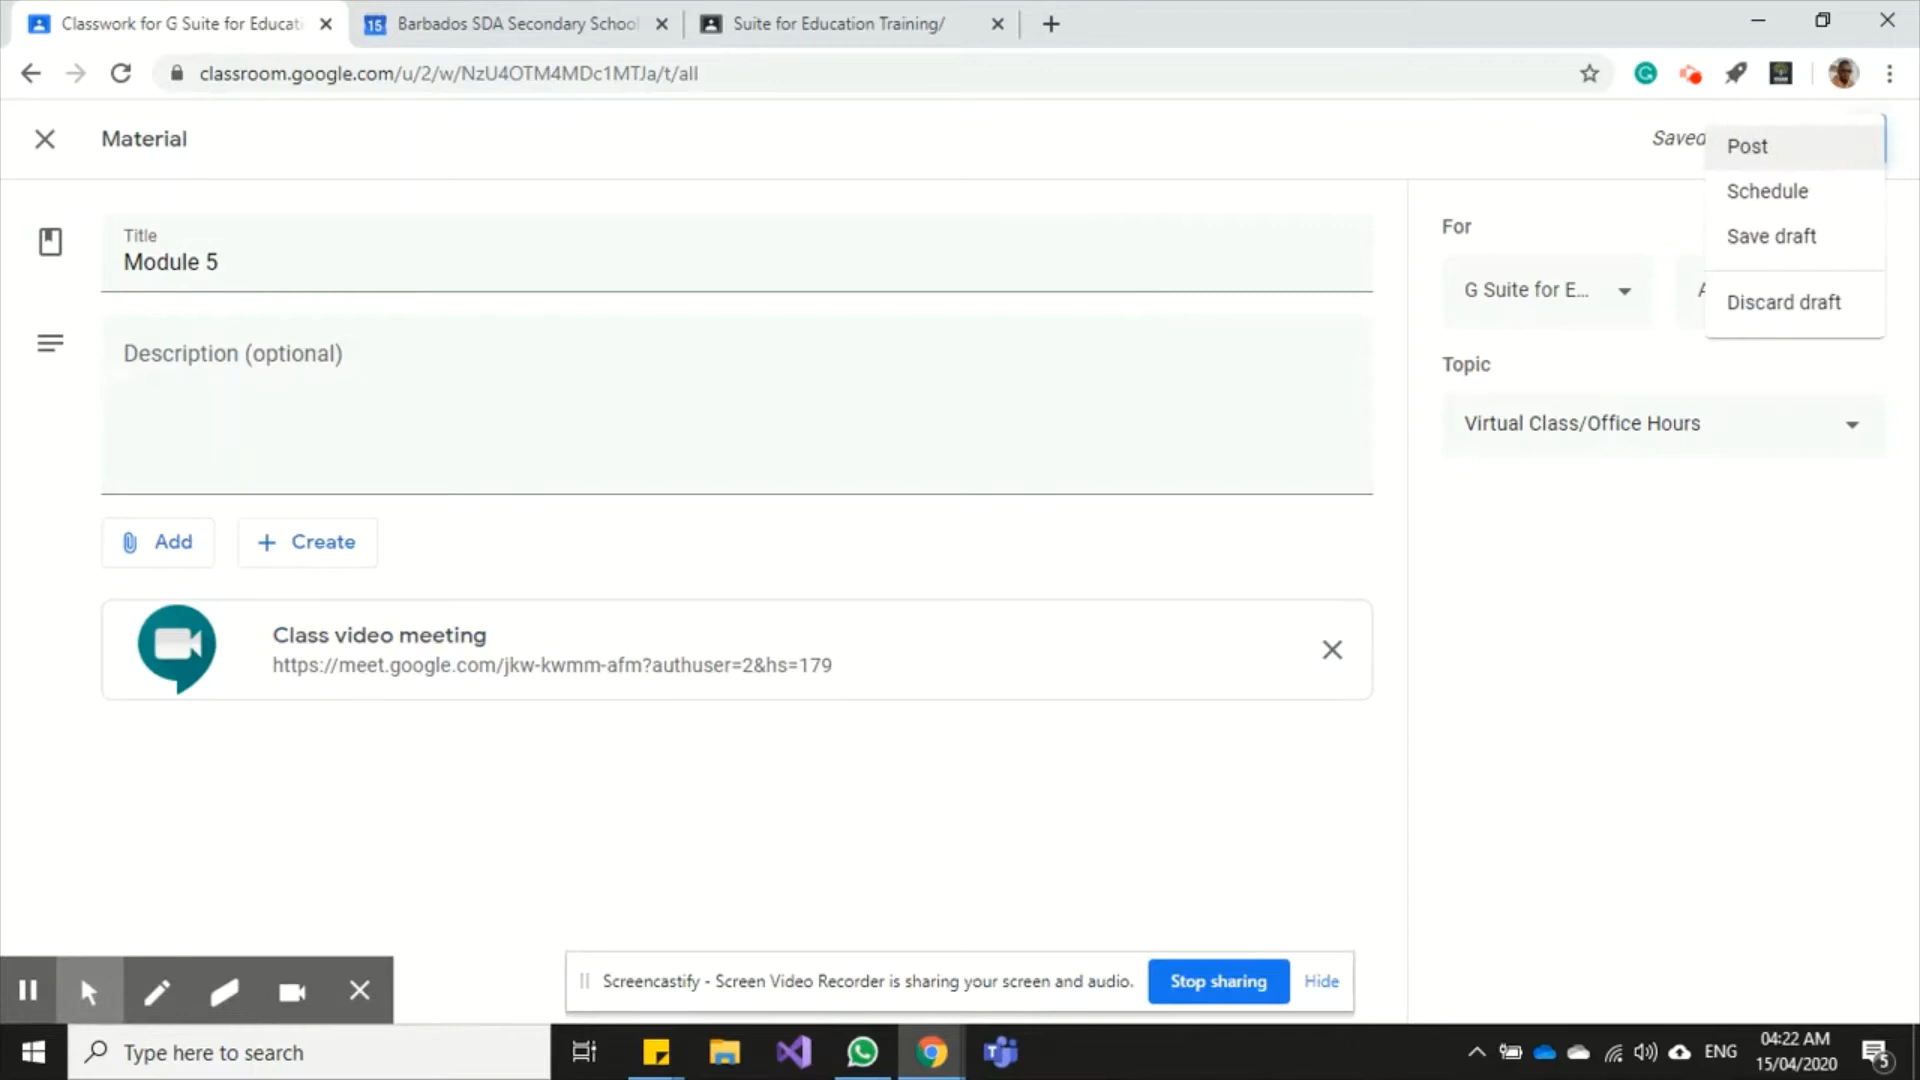 Classwork for G Suite for Educati
15 Barbados SDA Secondary School
Suite for Education Training/
classroom.google.com/u/2/w/NzU4OTM4MDc1MTJa/t/all
Material
Saved
Post
Schedule
Save draft
Discard draft
Title
Module 5
For
G Suite for E...
Description (optional)
Topic
Virtual Class/Office Hours
Add
Create
Class video meeting
https://meet.google.com/jkw-kwmm-afm?authuser=2&hs=179
Screencastify - Screen Video Recorder is sharing your screen and audio.
Stop sharing
Hide
Type here to search
ENG
04:22 AM
15/04/2020
5